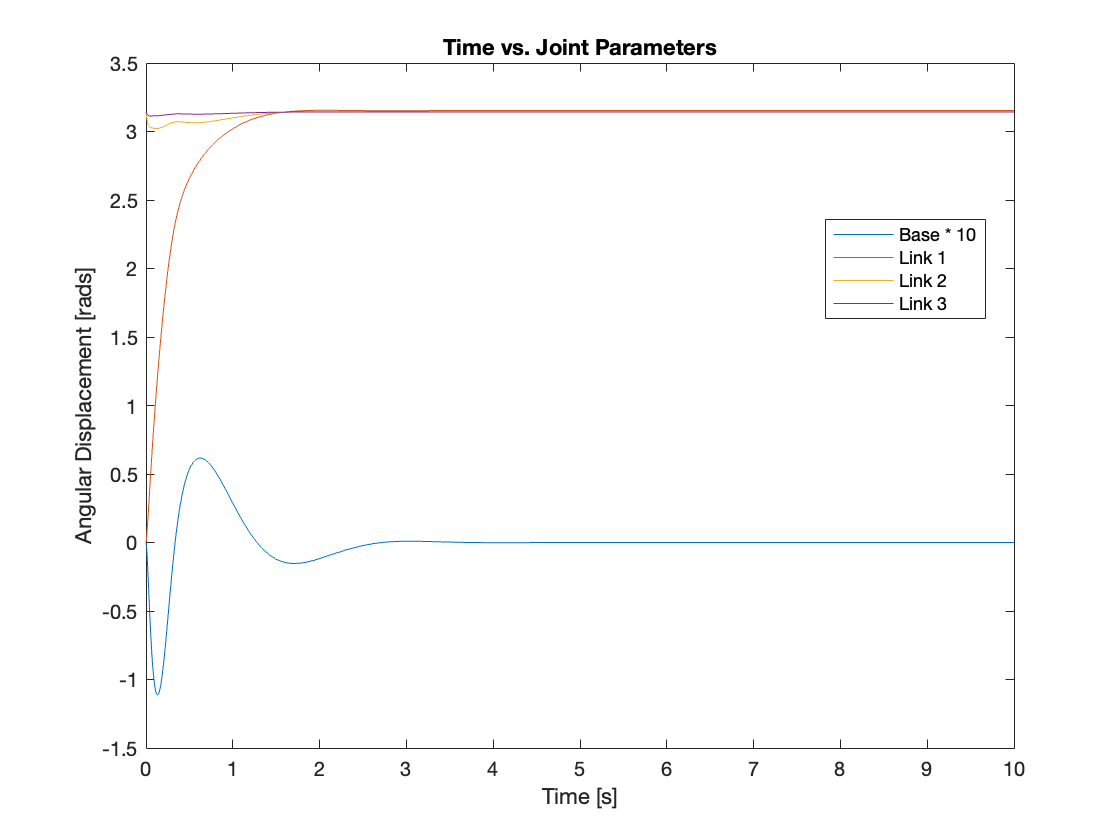 Time vs. Joint Parameters
3.5
3
2.5
2
1.5
1
0.5
0
-0.5
-1
-1.5
Angular Displacement [rads]
Base * 10
Link 1
Link 2
Link 3
0 1 2 3 4 5 6 7 8 9 10
Time [s]